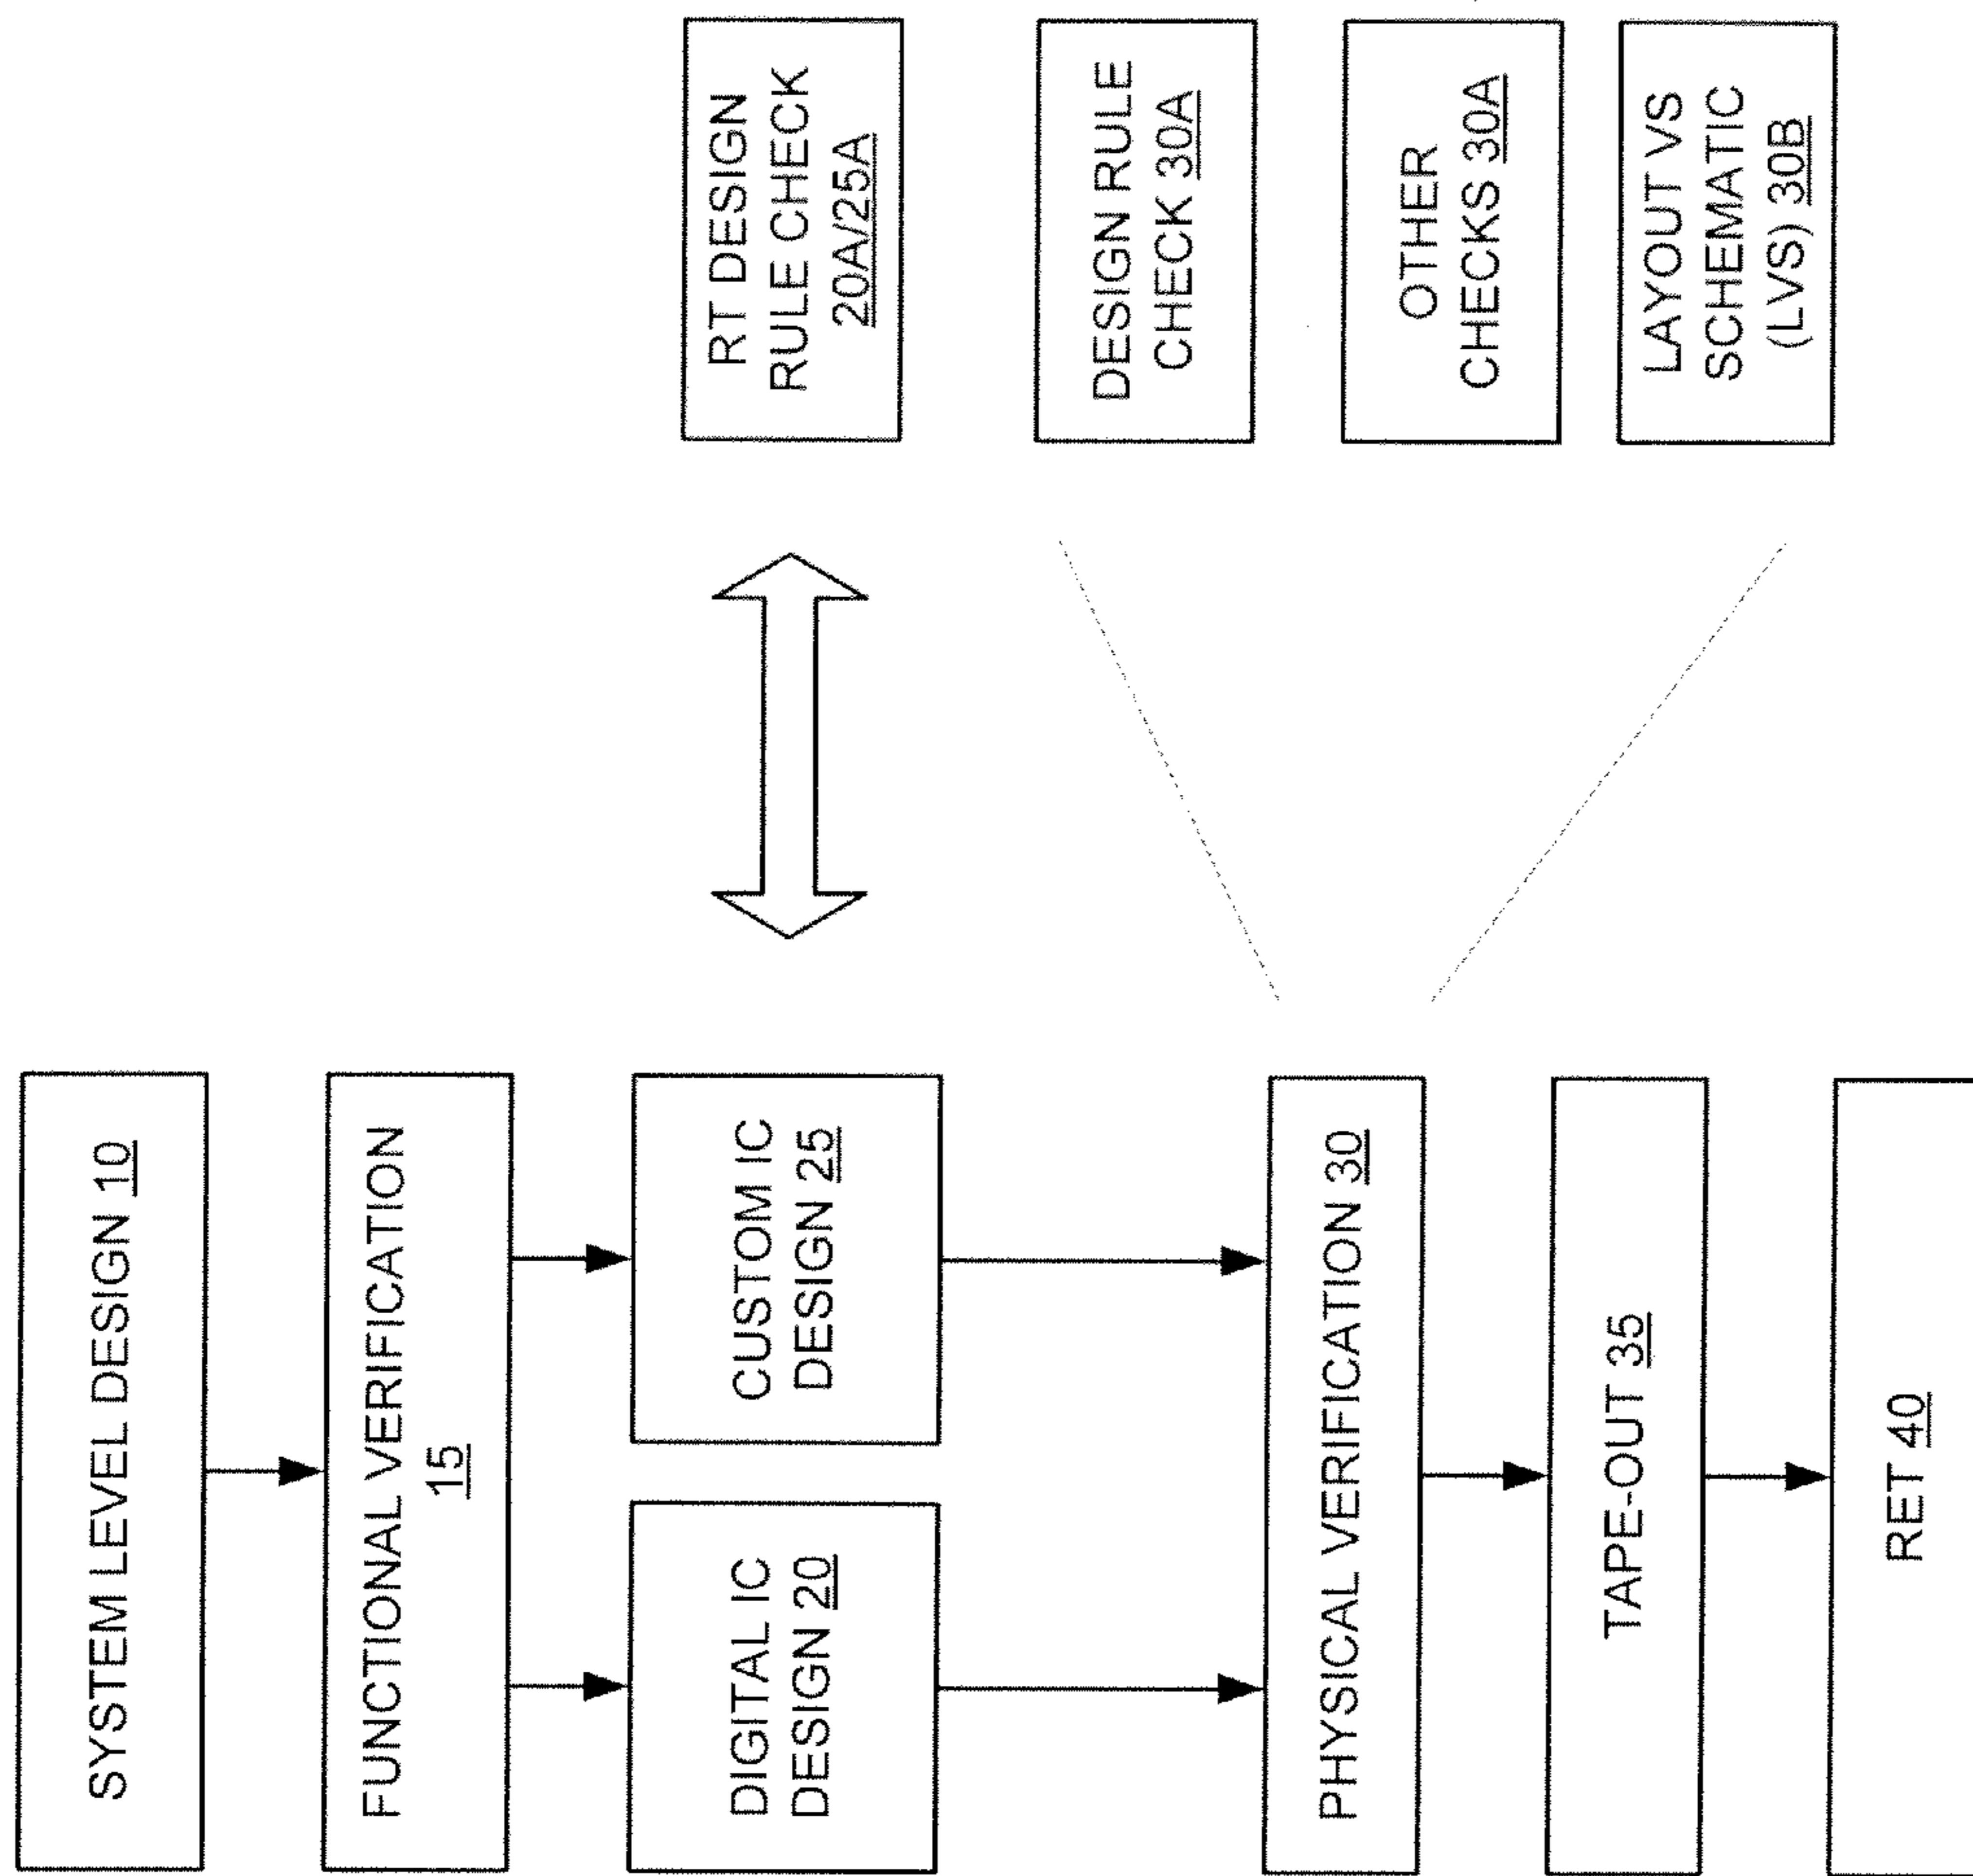 SYSTEM LEVEL DESIGN 10
FUNCTIONAL VERIFICATION
15
DIGITAL IC
DESIGN 20
CUSTOM IC
DESIGN 25
RT DESIGN
RULE CHECK
20A/25A
PHYSICAL VERIFICATION 30
DESIGN RULE
CHECK 30A
OTHER
CHECKS 30A
LAYOUT VS
SCHEMATIC
(LVS) 30B
TAPE-OUT 35
RET 40